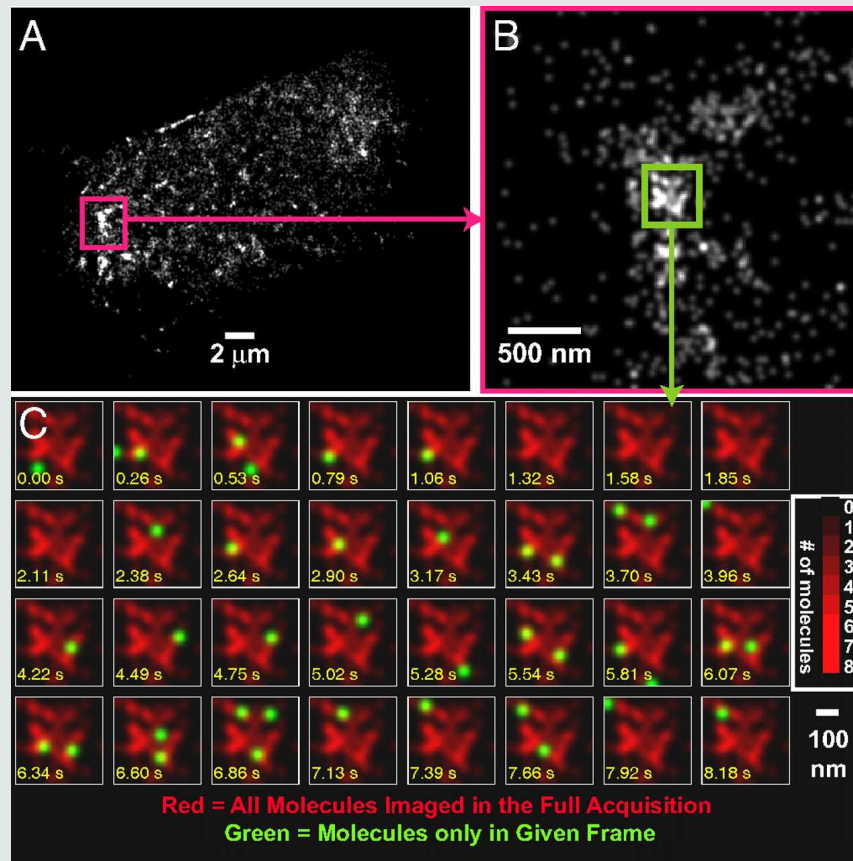 A
2 μm
B
500 nm
C
0.00 s 0.26 s 0.53 s 0.79 s 1.06 s 1.32 s 1.58 s 1.85 s
2.11 s 2.38 s 2.64 s 2.90 s 3.17 s 3.43 s 3.70 s 3.96 s
4.22 s 4.49 s 4.75 s 5.02 s 5.28 s 5.54 s 5.81 s 6.07 s
6.34 s 6.60 s 6.86 s 7.13 s 7.39 s 7.66 s 7.92 s 8.18 s
# of molecules
0
1
2
3
4
5
6
7
8
100
nm
Red = All Molecules Imaged in the Full Acquisition
Green = Molecules only in Given Frame